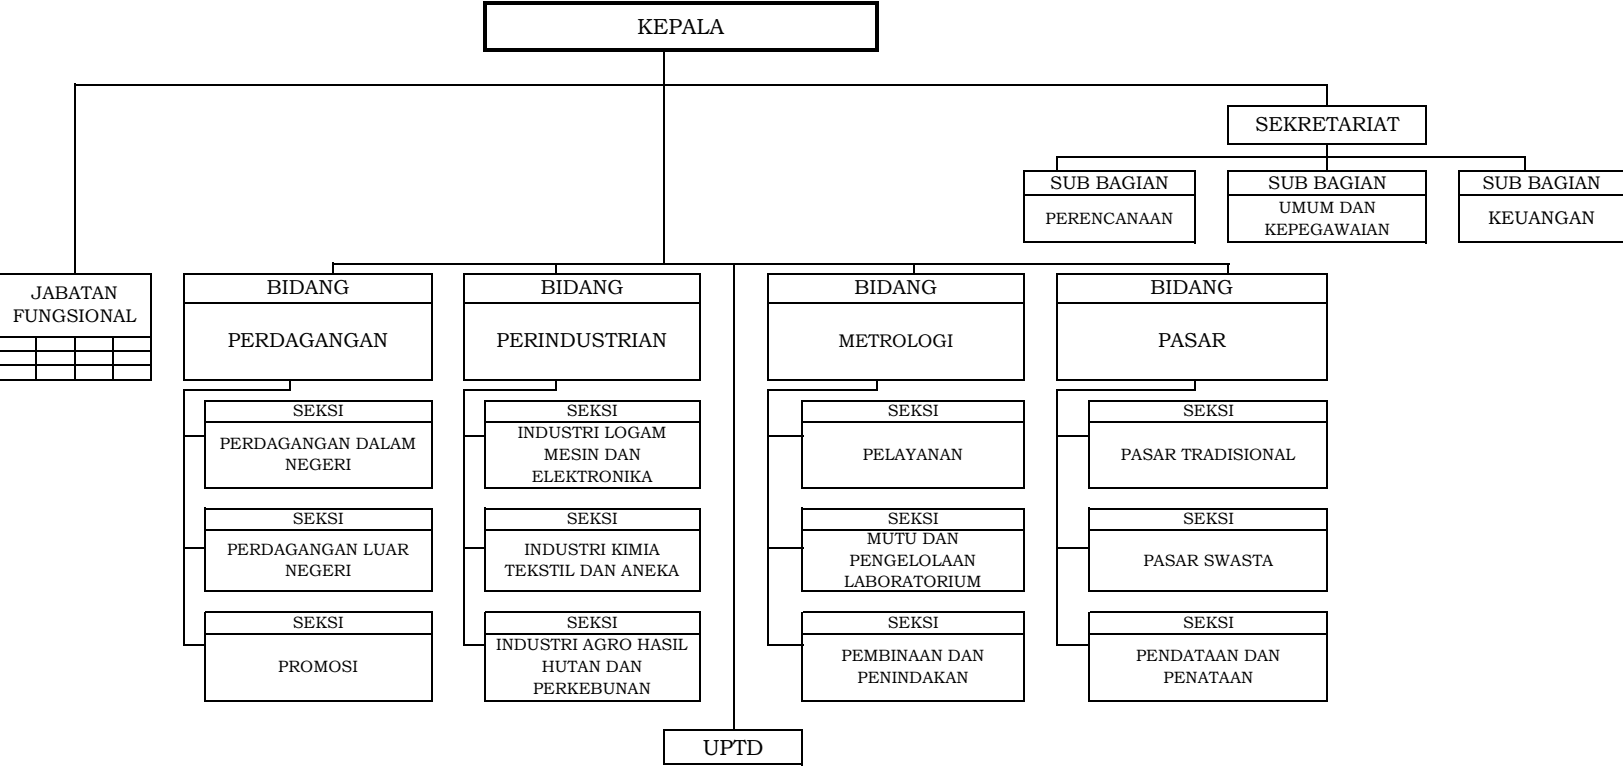 KEPALA
SEKRETARIAT
SUB BAGIAN
PERENCANAAN
SUB BAGIAN
UMUM DAN
KEPEGAWAIAN
SUB BAGIAN
KEUANGAN
JABATAN
FUNGSIONAL
BIDANG
PERDAGANGAN
SEKSI
PERDAGANGAN DALAM
NEGERI
SEKSI
PERDAGANGAN LUAR
NEGERI
SEKSI
PROMOSI
BIDANG
PERINDUSTRIAN
SEKSI
INDUSTRI LOGAM
MESIN DAN
ELEKTRONIKA
SEKSI
INDUSTRI KIMIA
TEKSTIL DAN ANEKA
SEKSI
INDUSTRI AGRO HASIL
HUTAN DAN
PERKEBUNAN
BIDANG
METROLOGI
SEKSI
PELAYANAN
SEKSI
MUTU DAN
PENGELOLAAN
LABORATORIUM
SEKSI
PEMBINAAN DAN
PENINDAKAN
BIDANG
PASAR
SEKSI
PASAR TRADISIONAL
SEKSI
PASAR SWASTA
SEKSI
PENDATAAN DAN
PENATAAN
UPTD